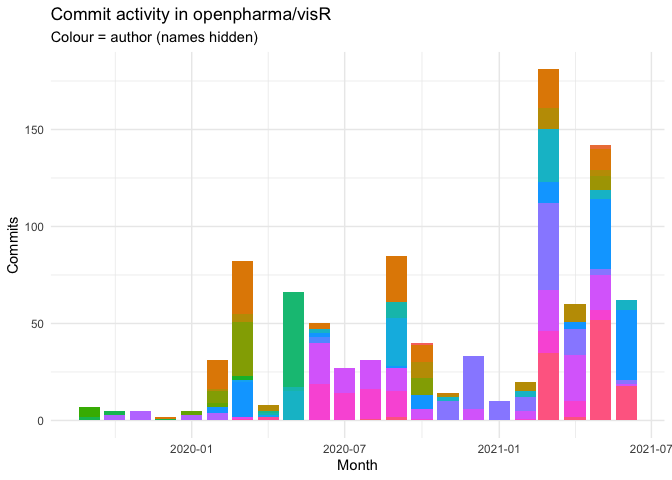 Commit activity in openpharma/visR
Colour = author (names hidden)
Commits
150
100
50
0
2020-01
2020-07
2021-01
2021-07
Month